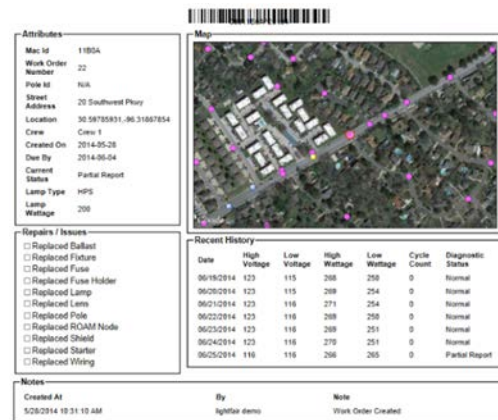 Attributes
Mac Id 11B0A
Work Order Number 22
Pole Id N/A
Street Address 20 Southwest Pkwy
Location 30.59785931,-96.31867854
Crew Crew 1
Created On 2014-05-28
Due By 2014-06-04
Current Status Partial Report
Lamp Type HPS
Lamp Wattage 200
Map
Repairs / Issues
Replaced Ballast
Replaced Fixture
Replaced Fuse
Replaced Fuse Holder
Replaced Lamp
Replaced Lens
Replaced Pole
Replaced ROAM Node
Replaced Shield
Replaced Starter
Replaced Wiring
Recent History
Date High Voltage Low Voltage High Wattage Low Wattage Cycle Count Diagnostic Status
06/19/2014 123 115 268 250 0 Normal
06/20/2014 123 115 269 254 0 Normal
06/21/2014 123 116 271 254 0 Normal
06/22/2014 123 116 269 250 0 Normal
06/23/2014 123 116 269 251 0 Normal
06/24/2014 123 116 270 251 0 Normal
06/25/2014 116 116 266 265 0 Partial Report
Notes
Created At By Note
5/28/2014 10:31:10 AM lightfair demo Work Order Created